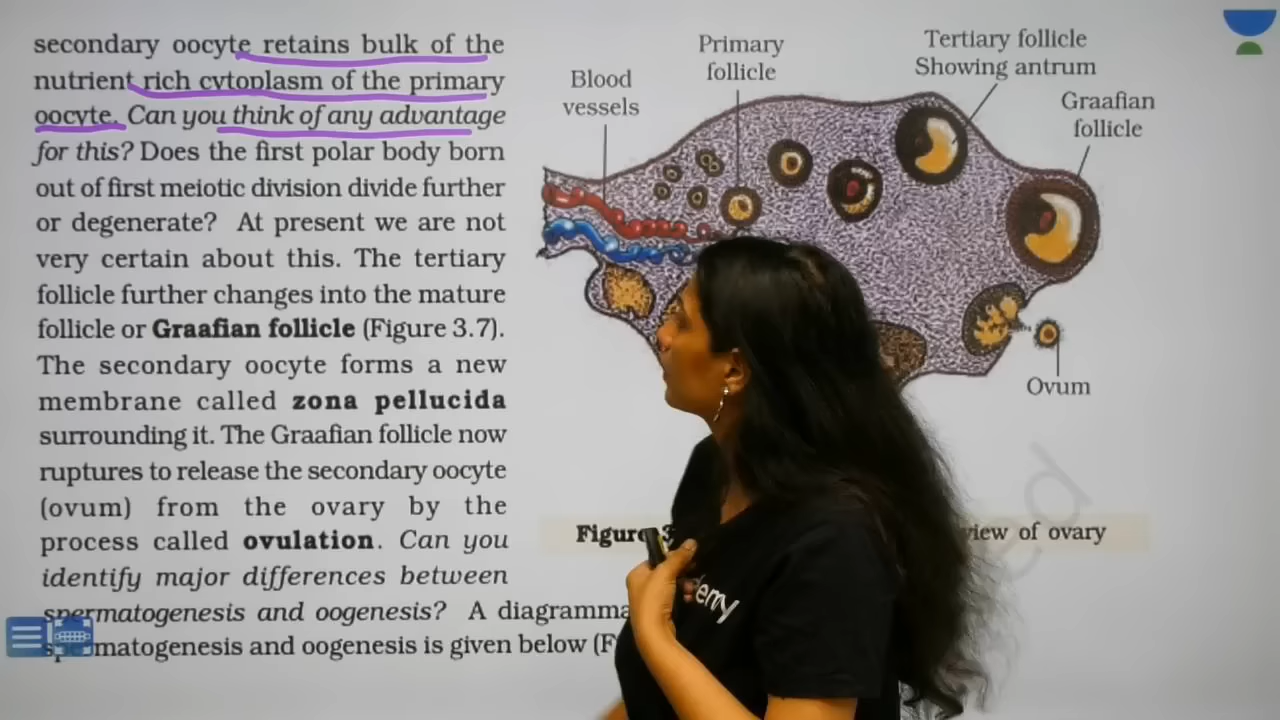 secondary oocyte retains bulk of the
nutrient rich cytoplasm of the primary
oocyte. Can you think of any advantage
for this? Does the first polar body born
out of first meiotic division divide further
or degenerate? At present we are not
very certain about this. The tertiary
follicle further changes into the mature
follicle or Graafian follicle (Figure 3.7).
The secondary oocyte forms a new
membrane called zona pellucida
surrounding it. The Graafian follicle now
ruptures to release the secondary oocyte
(ovum) from the ovary by the
process called ovulation. Can you
identify major differences between
spermatogenesis and oogenesis? A
matogenesis and oogenesis is given below
Blood
vessels
Primary
follicle
Tertiary follicle
Showing antrum
Graafian
follicle
Ovum
Figure 3
view of ovary
demy